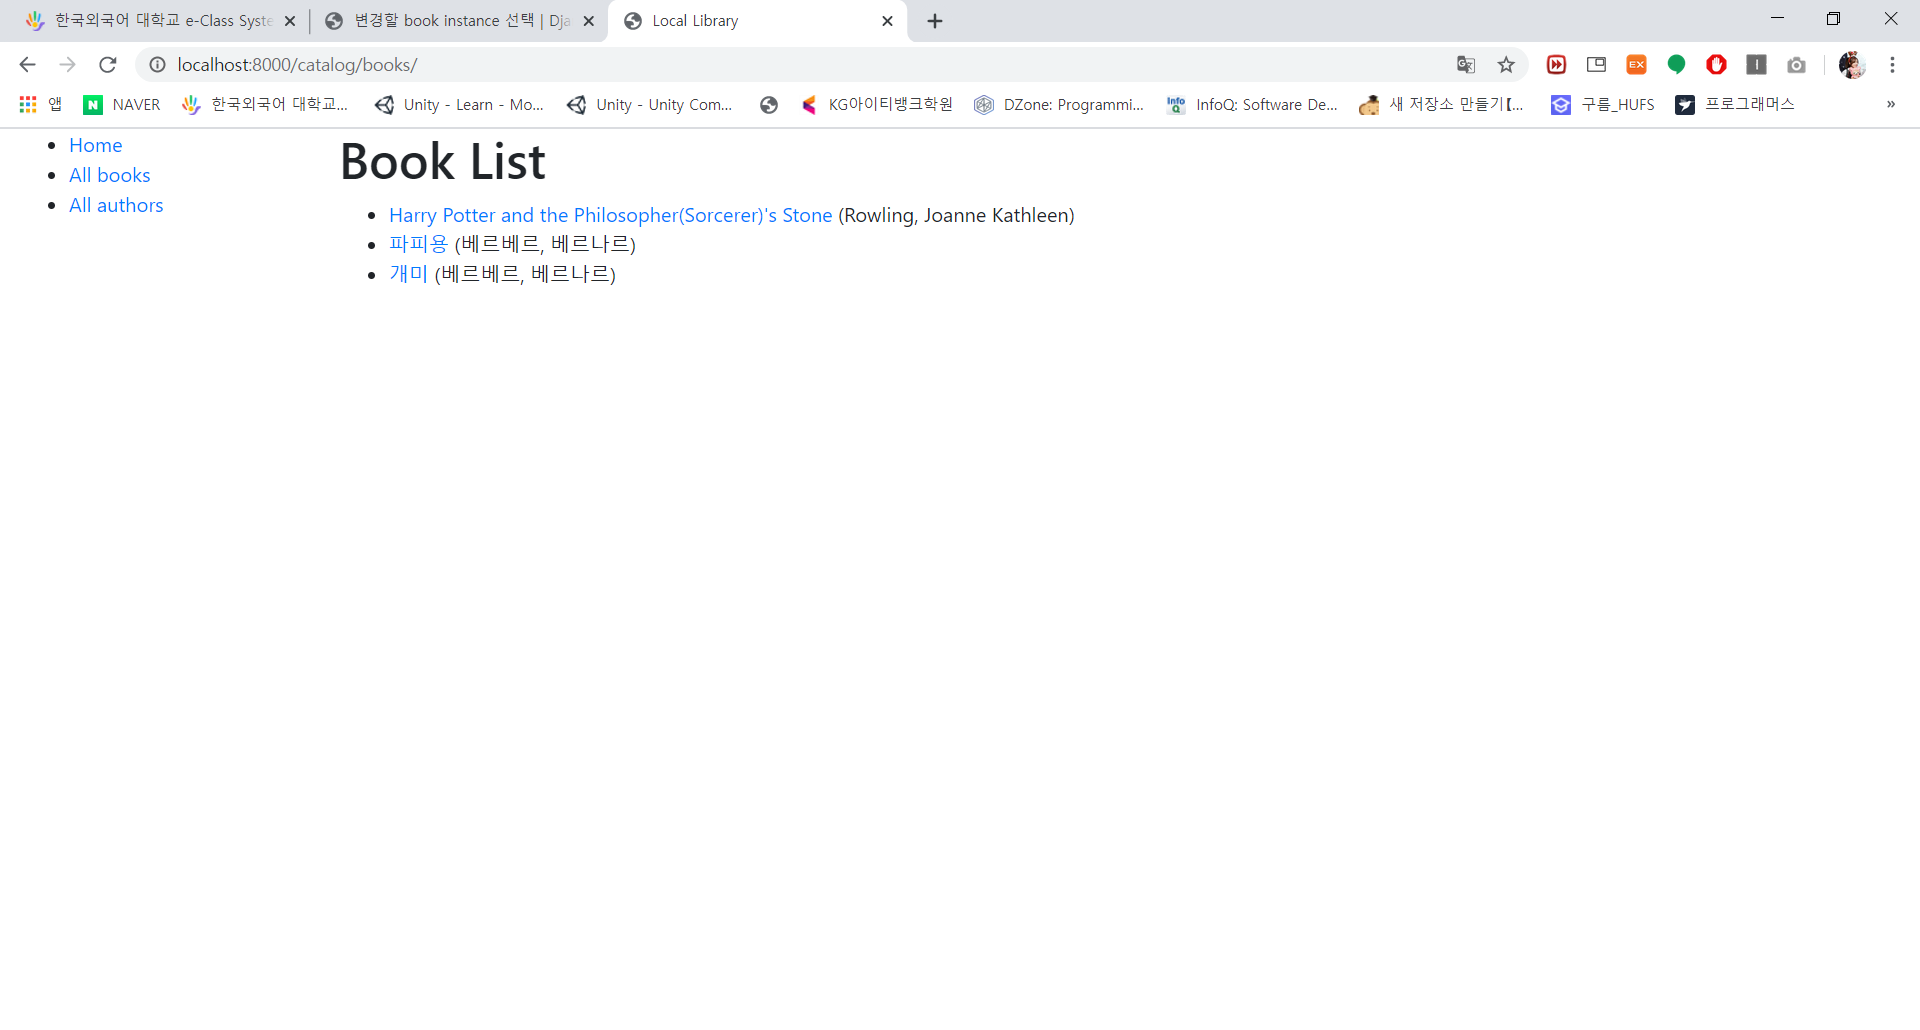 한국외국어 대학교 e-Class Syste
변경할 book instance 선택 | Dja
Local Library
localhost:8000/catalog/books/
앱
NAVER
한국외국어 대학교...
Unity - Learn - Mo...
Unity - Unity Com...
KG아이티뱅크학원
DZone: Programmi...
InfoQ: Software De...
새 저장소 만들기【...
구름_HUFS
프로그래머스
»
Home
All books
All authors
Book List
Harry Potter and the Philosopher(Sorcerer)'s Stone (Rowling, Joanne Kathleen)
파피용 (베르베르, 베르나르)
개미 (베르베르, 베르나르)